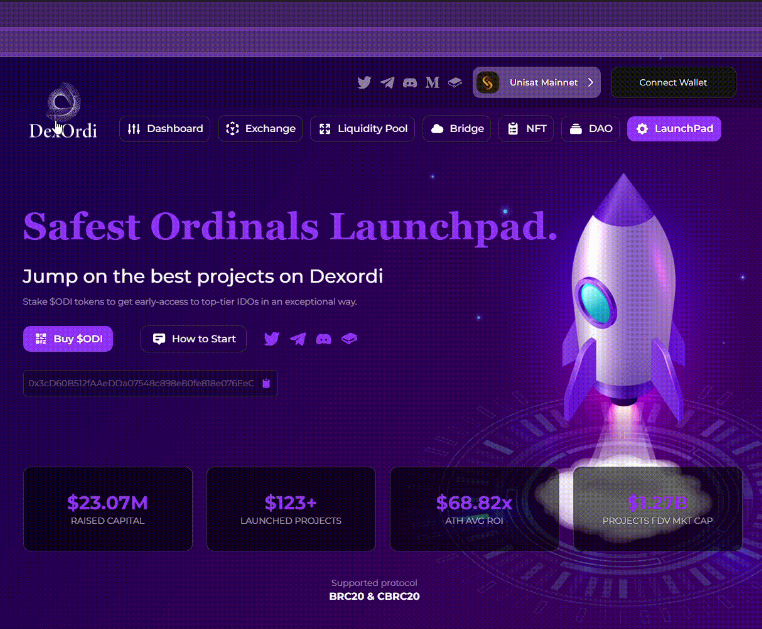 Unisat Mainnet
Connect Wallet
DexOrdi
Dashboard
Exchange
Liquidity Pool
Bridge
NFT
DAO
LaunchPad
Safest Ordinals Launchpad.
Jump on the best projects on Dexordi
Stake $ODI tokens to get early-access to top-tier IDOs in an exceptional way.
Buy $ODI
How to Start
$23.07M
RAISED CAPITAL
$123+
LAUNCHED PROJECTS
$68.82x
ATH AVG ROI
PROJECTS FDV MKT CAP
Supported protocol
BRC20 & CBRC20